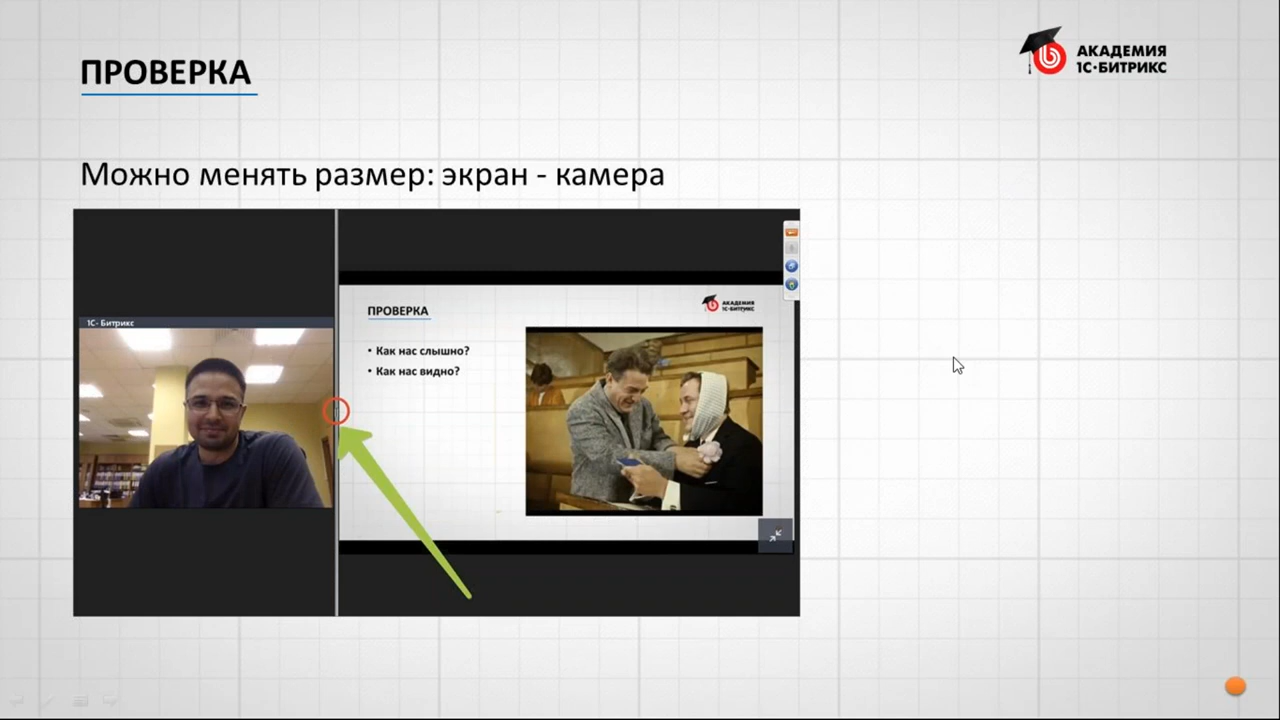 ПРОВЕРКА
АКАДЕМИЯ
1С·БИТРИКС
Можно менять размер: экран - камера
1С- Битрикс
ПРОВЕРКА
АКАДЕМИЯ
1С·БИТРИКС
• Как нас слышно?
• Как нас видно?